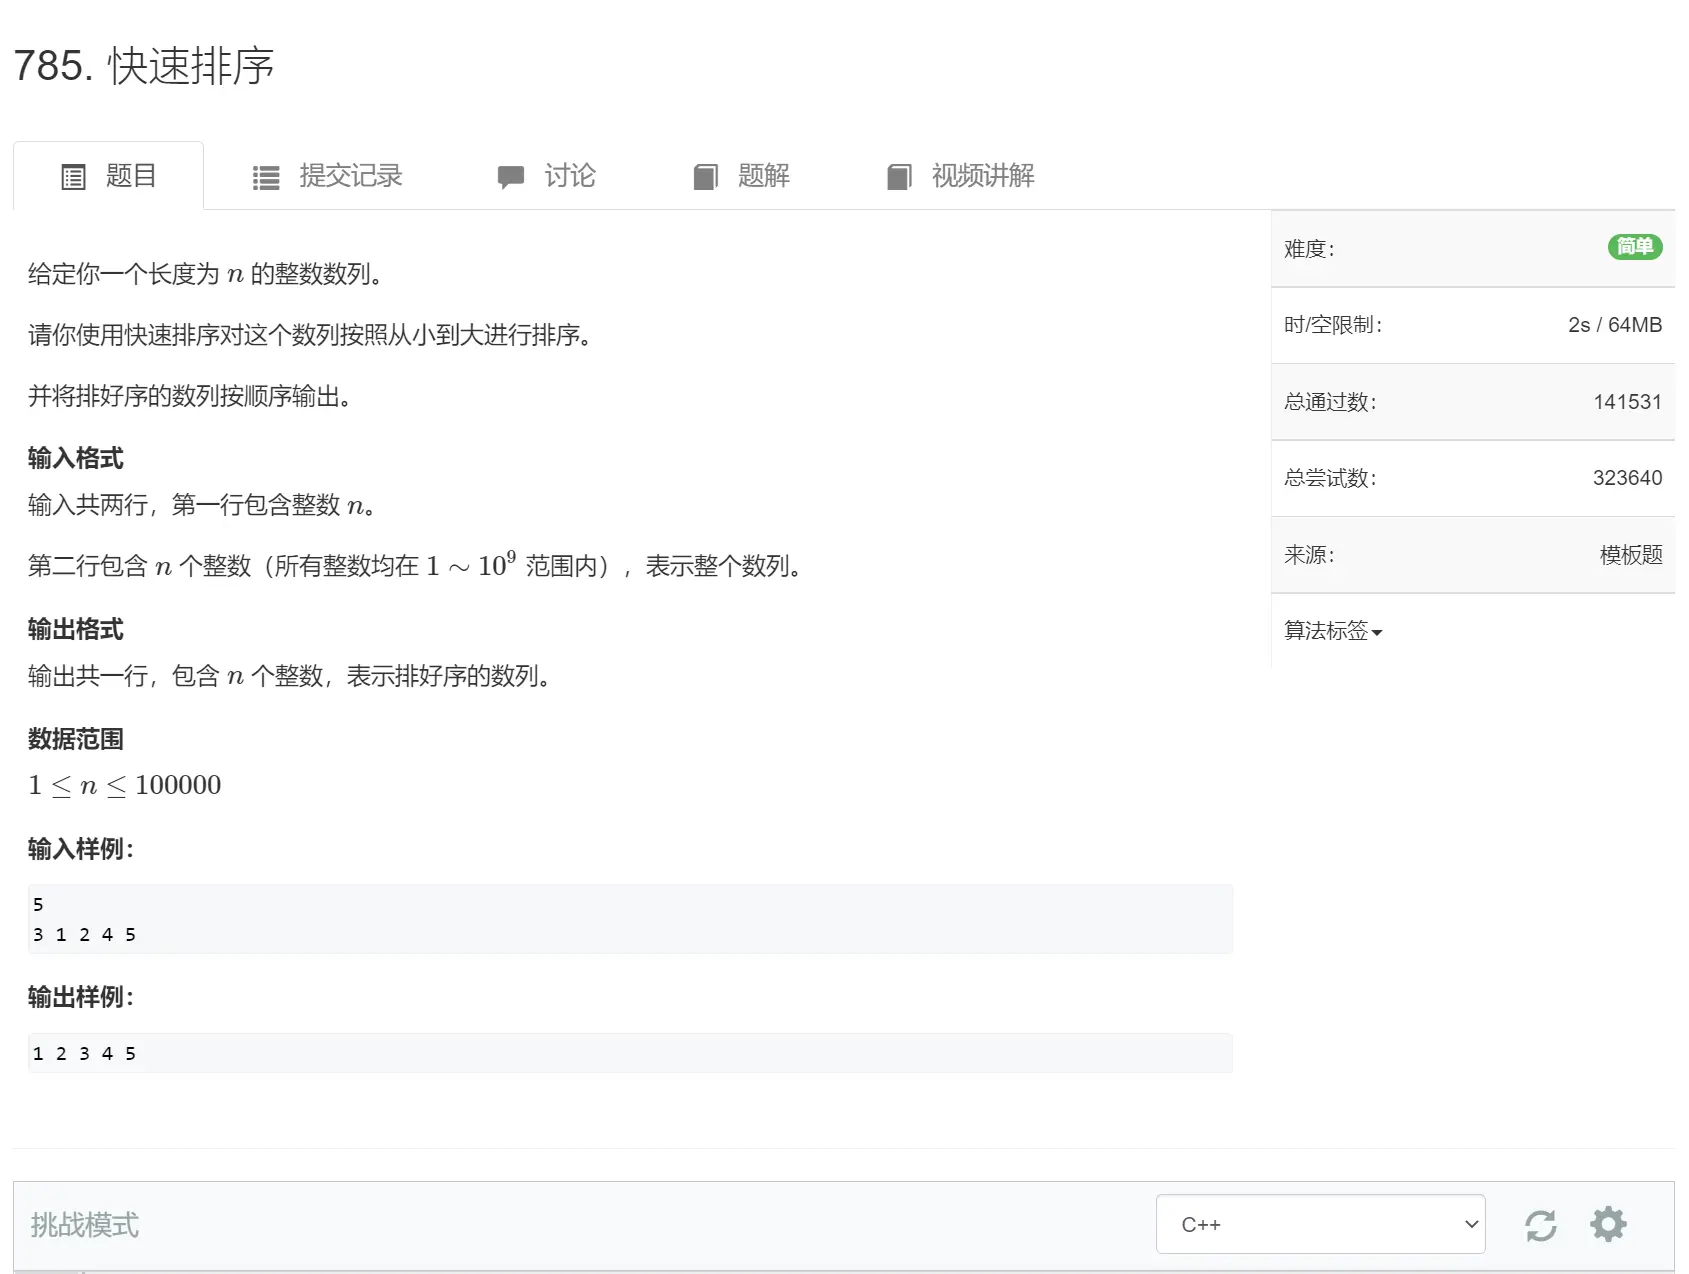 785. 快速排序
题目 提交记录 讨论 题解 视频讲解
给定你一个长度为 n 的整数数列。
请你使用快速排序对这个数列按照从小到大进行排序。
并将排好序的数列按顺序输出。
输入格式
输入共两行，第一行包含整数 n。
第二行包含 n 个整数（所有整数均在 1 ∼ 10⁹ 范围内），表示整个数列。
输出格式
输出共一行，包含 n 个整数，表示排好序的数列。
数据范围
1 ≤ n ≤ 100000
输入样例：
5
3 1 2 4 5
输出样例：
1 2 3 4 5
难度： 简单
时/空限制： 2s / 64MB
总通过数： 141531
总尝试数： 323640
来源： 模板题
算法标签
挑战模式 C++